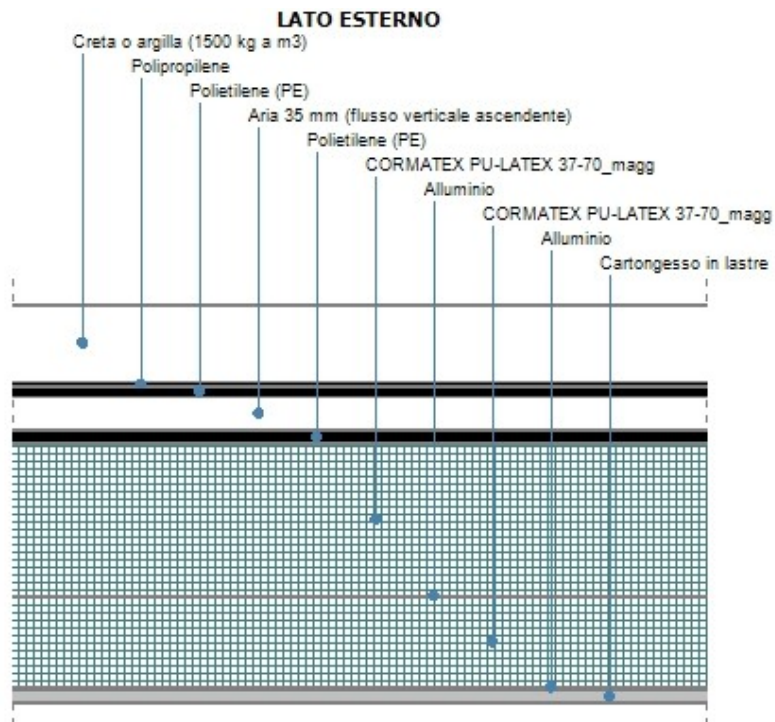 LATO ESTERNO
Creta o argilla (1500 kg a m3)
Polipropilene
Polietilene (PE)
Aria 35 mm (flusso verticale ascendente)
Polietilene (PE)
CORMATEX PU-LATEX 37-70_magg
Alluminio
CORMATEX PU-LATEX 37-70_magg
Alluminio
Cartongesso in lastre